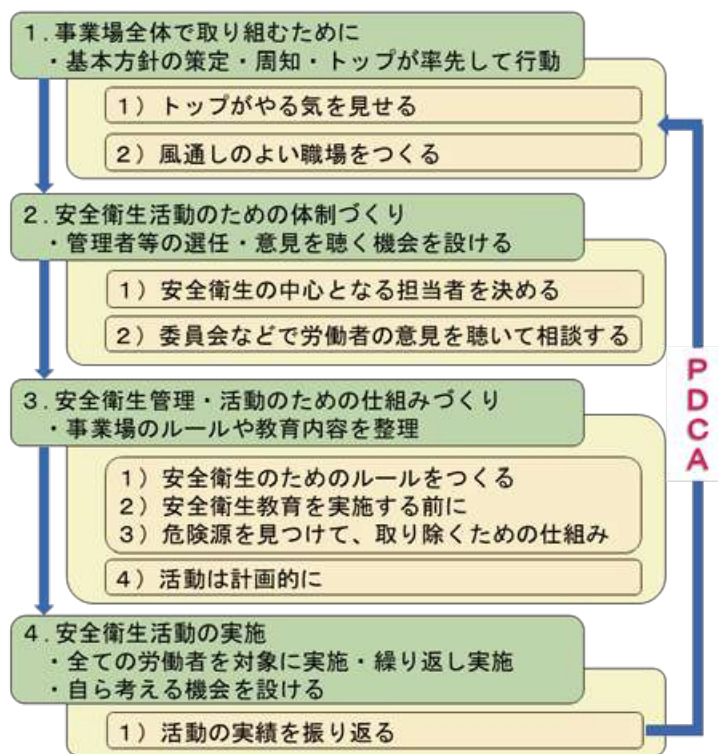 1．事業場全体で取り組むために
・基本方針の策定・周知・トップが率先して行動
1）トップがやる気を見せる
2）風通しのよい職場をつくる
2．安全衛生活動のための体制づくり
・管理者等の選任・意見を聴く機会を設ける
1）安全衛生の中心となる担当者を決める
2）委員会などで労働者の意見を聴いて相談する
3．安全衛生管理・活動のための仕組みづくり
・事業場のルールや教育内容を整理
1）安全衛生のためのルールをつくる
2）安全衛生教育を実施する前に
3）危険源を見つけて、取り除くための仕組み
4）活動は計画的に
4．安全衛生活動の実施
・全ての労働者を対象に実施・繰り返し実施
・自ら考える機会を設ける
1）活動の実績を振り返る
PDCA